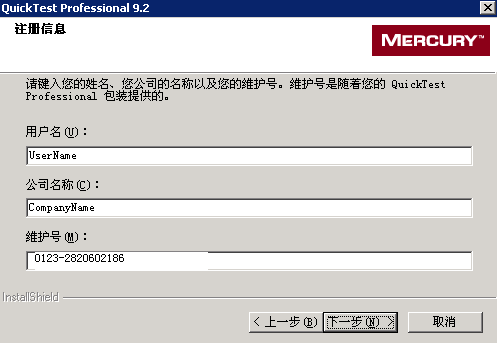 QuickTest Professional 9.2
注册信息
MERCURY™
请键入您的姓名、您公司的名称以及您的维护号。维护号是随着您的 QuickTest
Professional 包装提供的。
用户名(U)：
UserName
公司名称(C)：
CompanyName
维护号(M)：
0123-2820602186
InstallShield
< 上一步(B) 下一步(N) > 取消